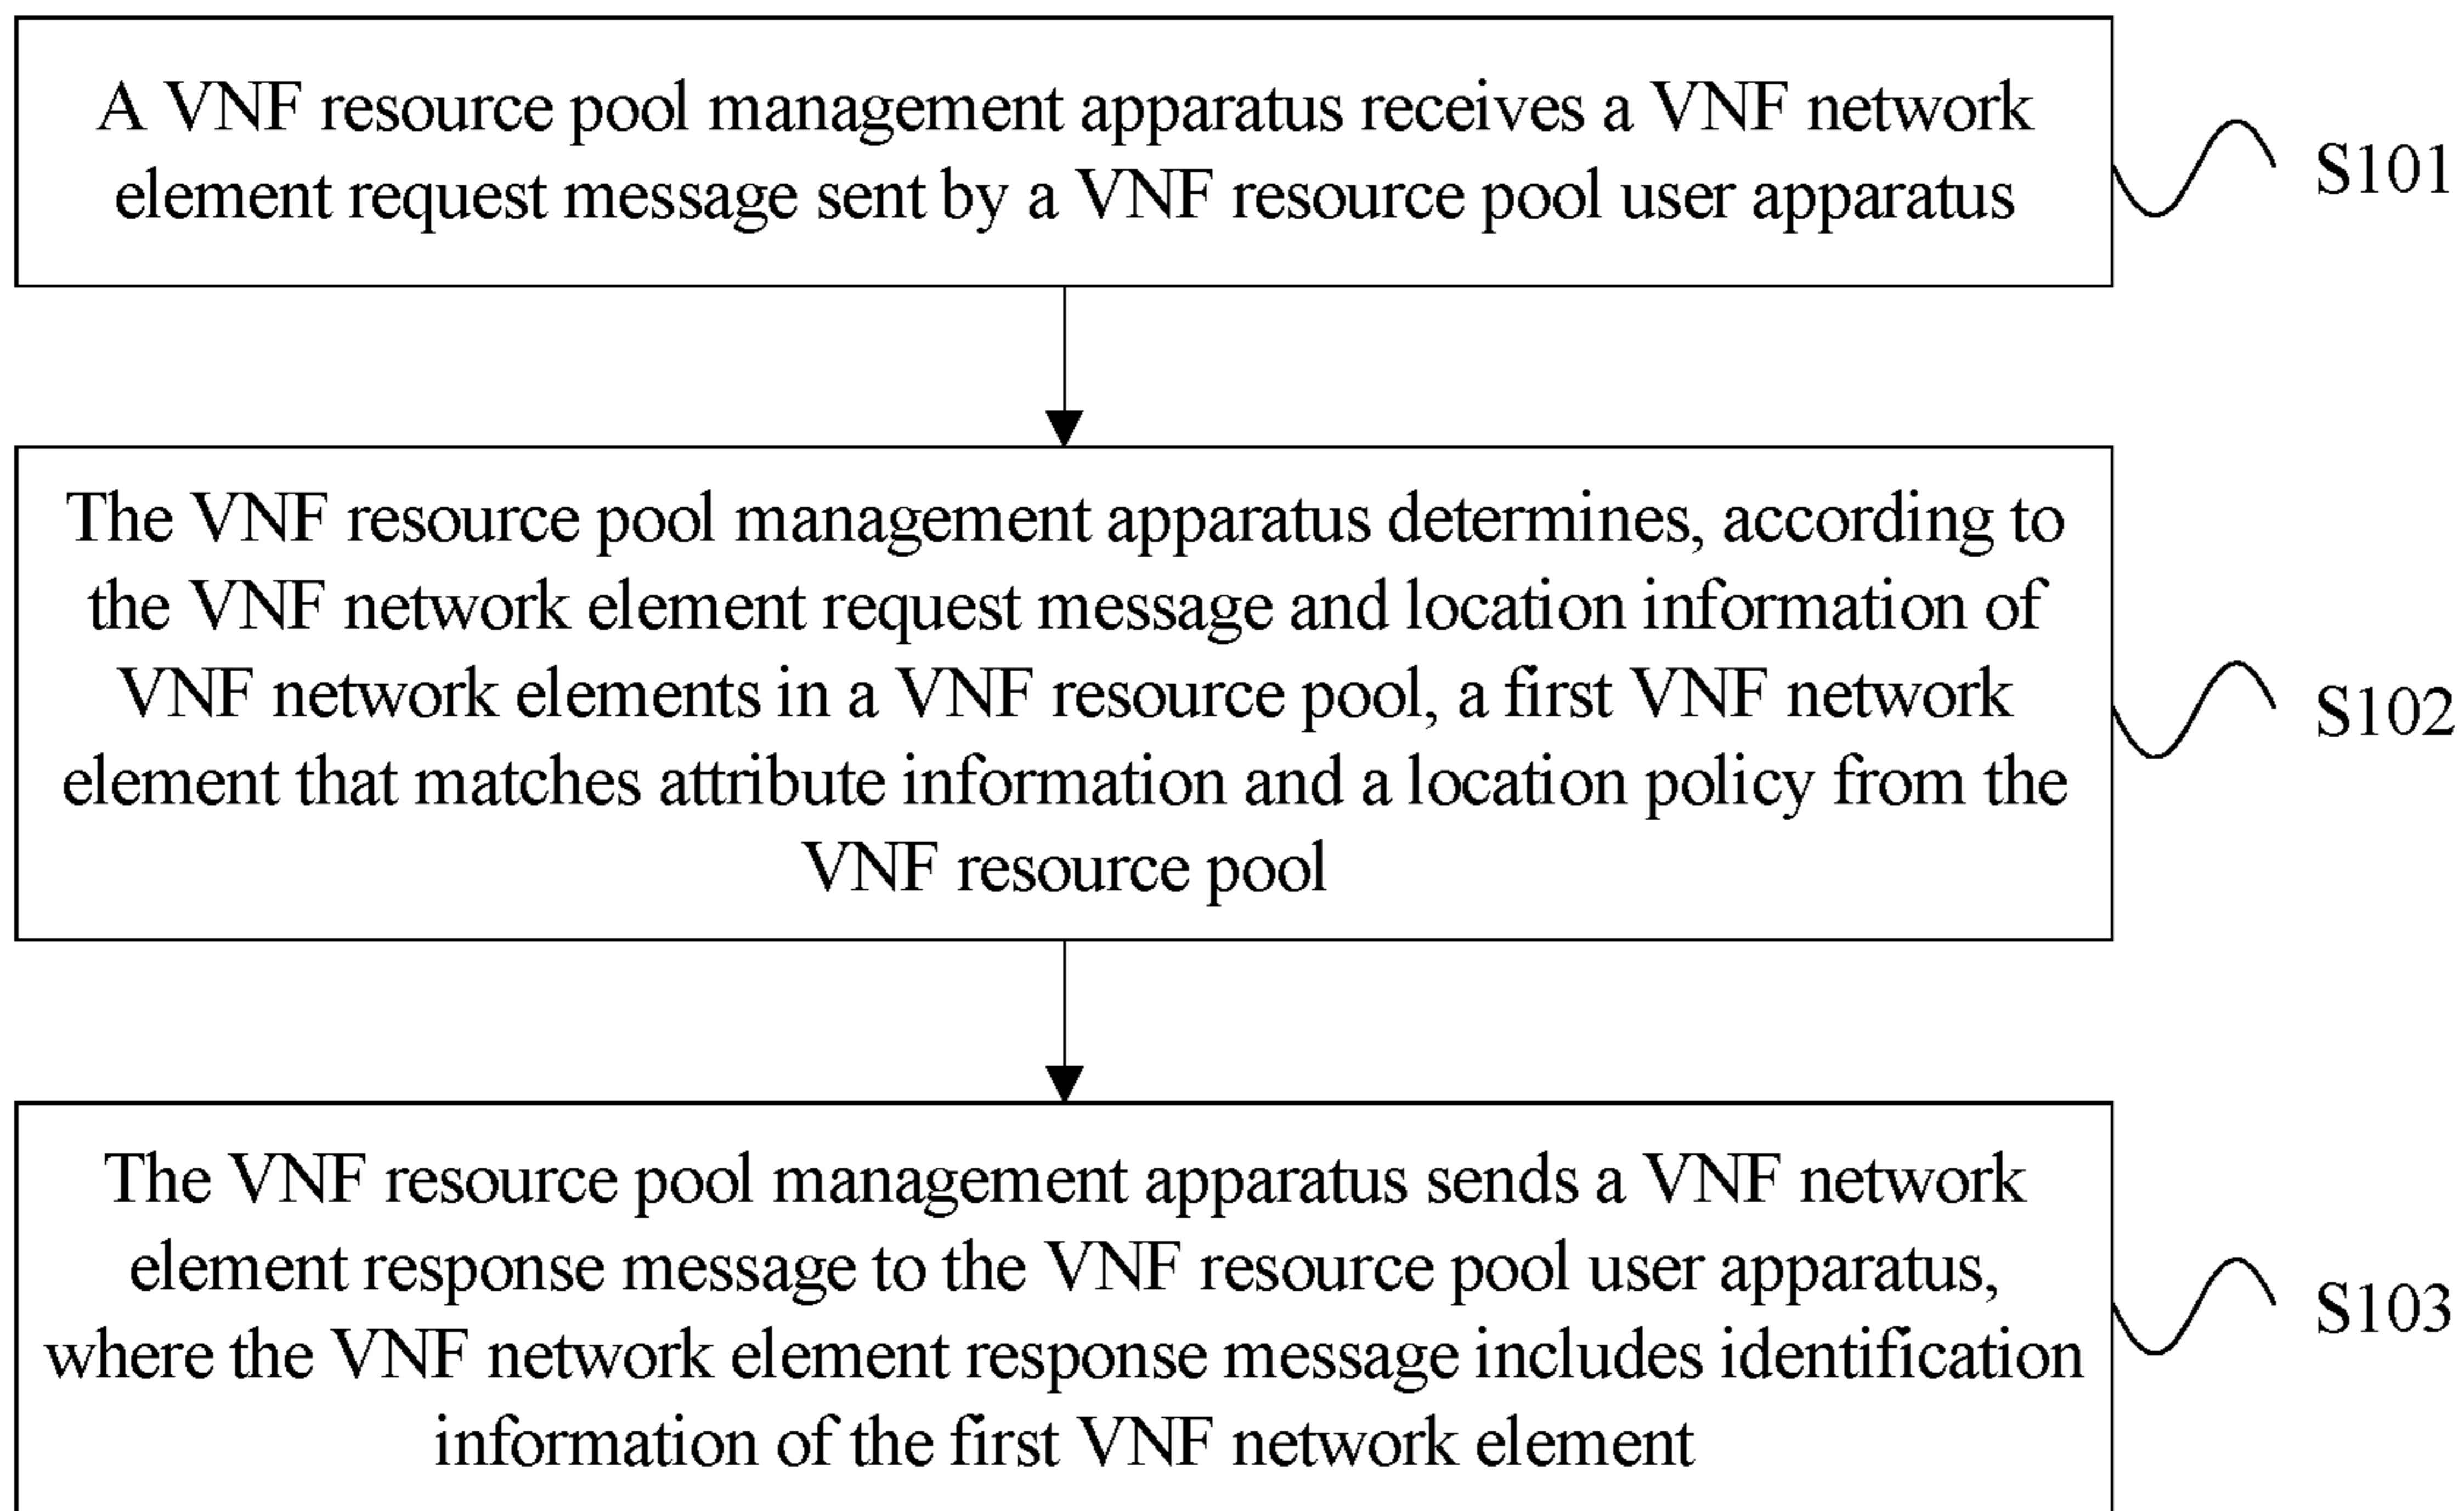 A VNF resource pool management apparatus receives a VNF network
element request message sent by a VNF resource pool user apparatus
S101
The VNF resource pool management apparatus determines, according to
the VNF network element request message and location information of
VNF network elements in a VNF resource pool, a first VNF network
element that matches attribute information and a location policy from the
VNF resource pool
S102
The VNF resource pool management apparatus sends a VNF network
element response message to the VNF resource pool user apparatus,
where the VNF network element response message includes identification
information of the first VNF network element
S103